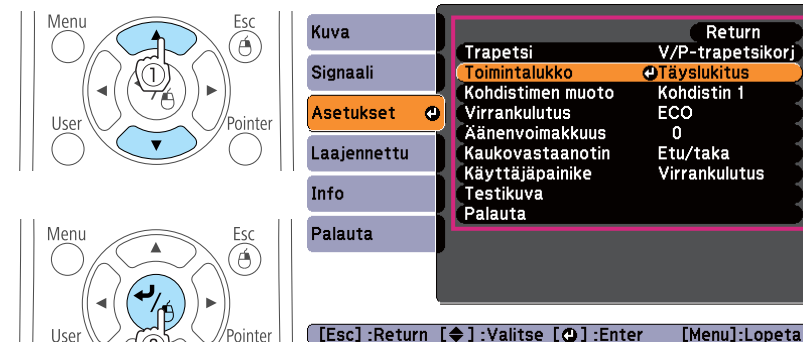 Menu
Esc
①
User
Pointer
Menu
Esc
User
Pointer
Kuva
Signaali
Asetukset
Laajennettu
Info
Palauta
Return
Trapetsi V/P-trapetsikorj
Toimintalukko Täyslukitus
Kohdistimen muoto Kohdistin 1
Virrankulutus ECO
Äänenvoimakkuus 0
Kaukovastaanotin Etu/taka
Käyttäjäpainike Virrankulutus
Testikuva
Palauta
[Esc] :Return [◆] :Valitse [↵] :Enter [Menu]:Lopeta